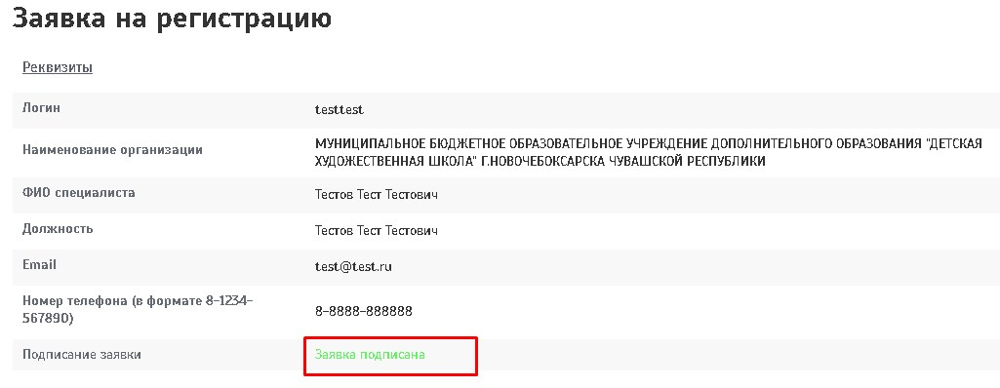 Заявка на регистрацию
Реквизиты
Логин
testtest
Наименование организации
МУНИЦИПАЛЬНОЕ БЮДЖЕТНОЕ ОБРАЗОВАТЕЛЬНОЕ УЧРЕЖДЕНИЕ ДОПОЛНИТЕЛЬНОГО ОБРАЗОВАНИЯ "ДЕТСКАЯ
ХУДОЖЕСТВЕННАЯ ШКОЛА" Г.НОВОЧЕБОКСАРСКА ЧУВАШСКОЙ РЕСПУБЛИКИ
ФИО специалиста
Тестов Тест Тестович
Должность
Тестов Тест Тестович
Email
test@test.ru
Номер телефона (в формате 8-1234-
567890)
8-8888-888888
Подписание заявки
Заявка подписана